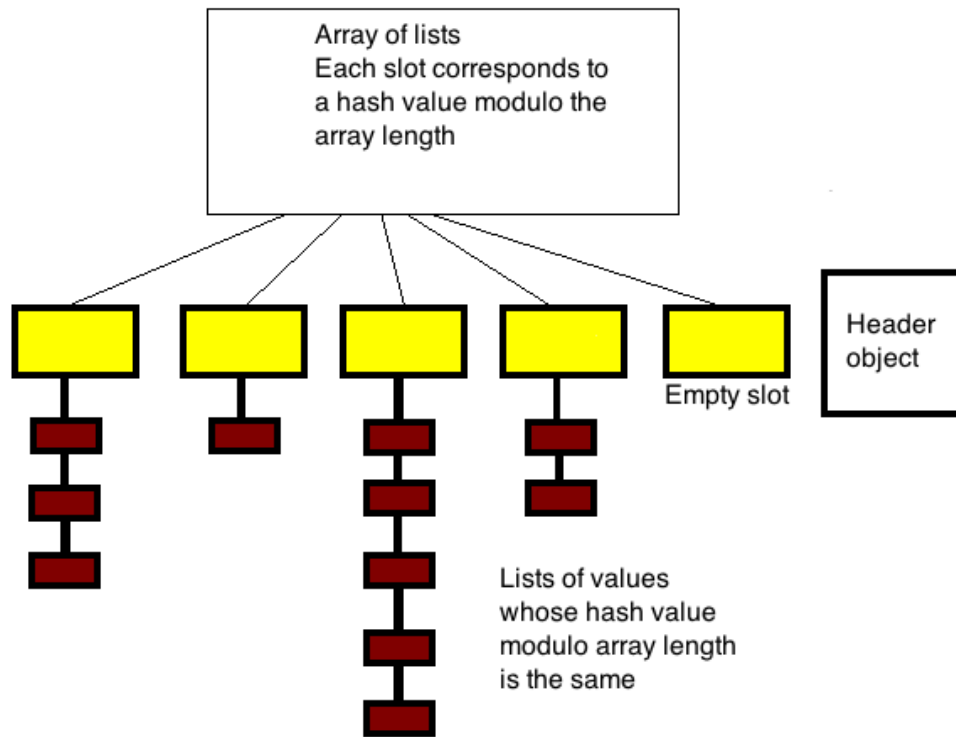 Array of lists
Each slot corresponds to
a hash value modulo the
array length
Header
object
Empty slot
Lists of values
whose hash value
modulo array length
is the same